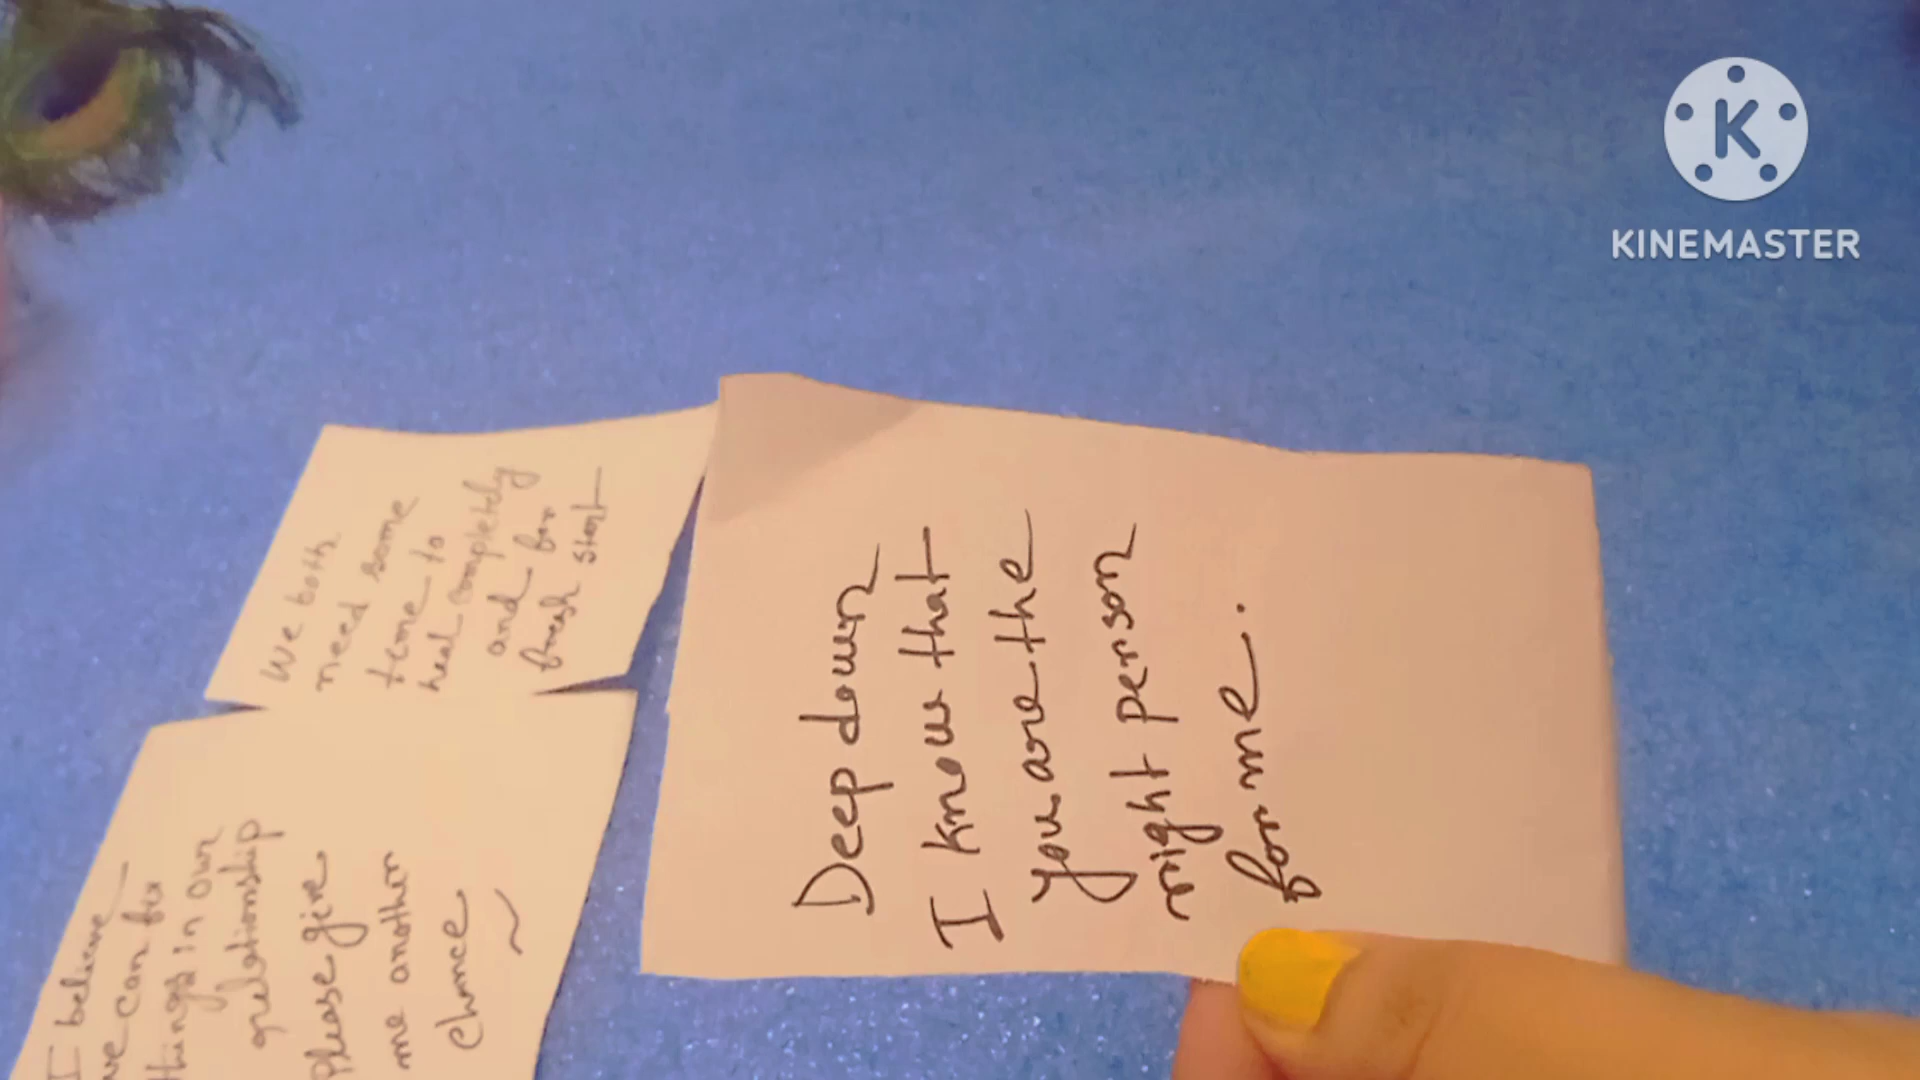 KINEMASTER
We both
need some
time to
heal completely
and for
fresh start
I believe
we can fix
things in our
relationship
please give
me another
chance
Deep down
I know that
you are the
right person
for me.